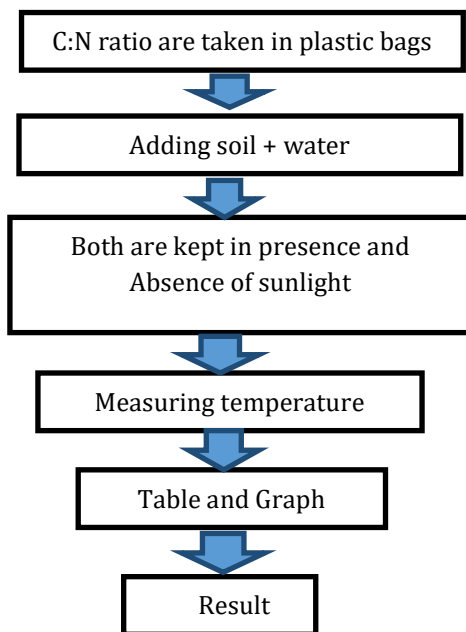 C:N ratio are taken in plastic bags
Adding soil + water
Both are kept in presence and
Absence of sunlight
Measuring temperature
Table and Graph
Result